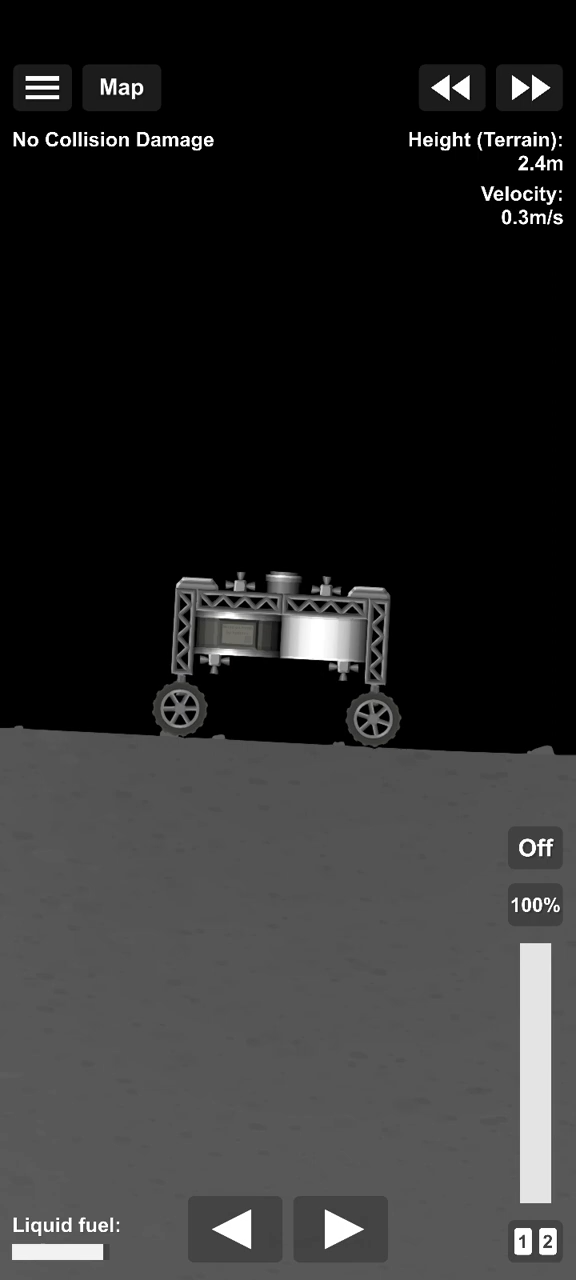 Map
No Collision Damage
Height (Terrain):
2.4m
Velocity:
0.3m/s
Off
100%
Liquid fuel:
1 2